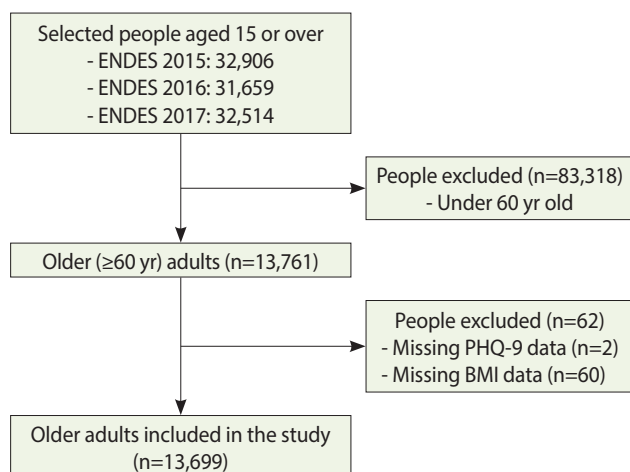 Selected people aged 15 or over
- ENDES 2015: 32,906
- ENDES 2016: 31,659
- ENDES 2017: 32,514
People excluded (n=83,318)
- Under 60 yr old
Older (≥60 yr) adults (n=13,761)
People excluded (n=62)
- Missing PHQ-9 data (n=2)
- Missing BMI data (n=60)
Older adults included in the study
(n=13,699)